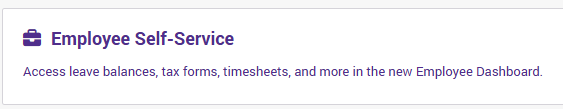 Employee Self-Service
Access leave balances, tax forms, timesheets, and more in the new Employee Dashboard.